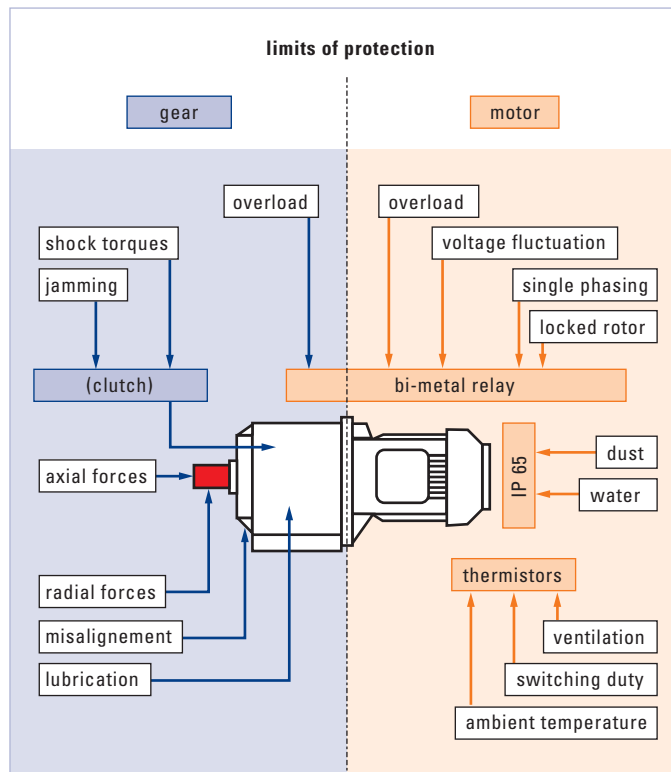 limits of protection
gear
motor
overload
overload
shock torques
voltage fluctuation
jamming
single phasing
locked rotor
(clutch)
bi-metal relay
axial forces
IP 65
dust
water
thermistors
radial forces
misalignement
ventilation
lubrication
switching duty
ambient temperature